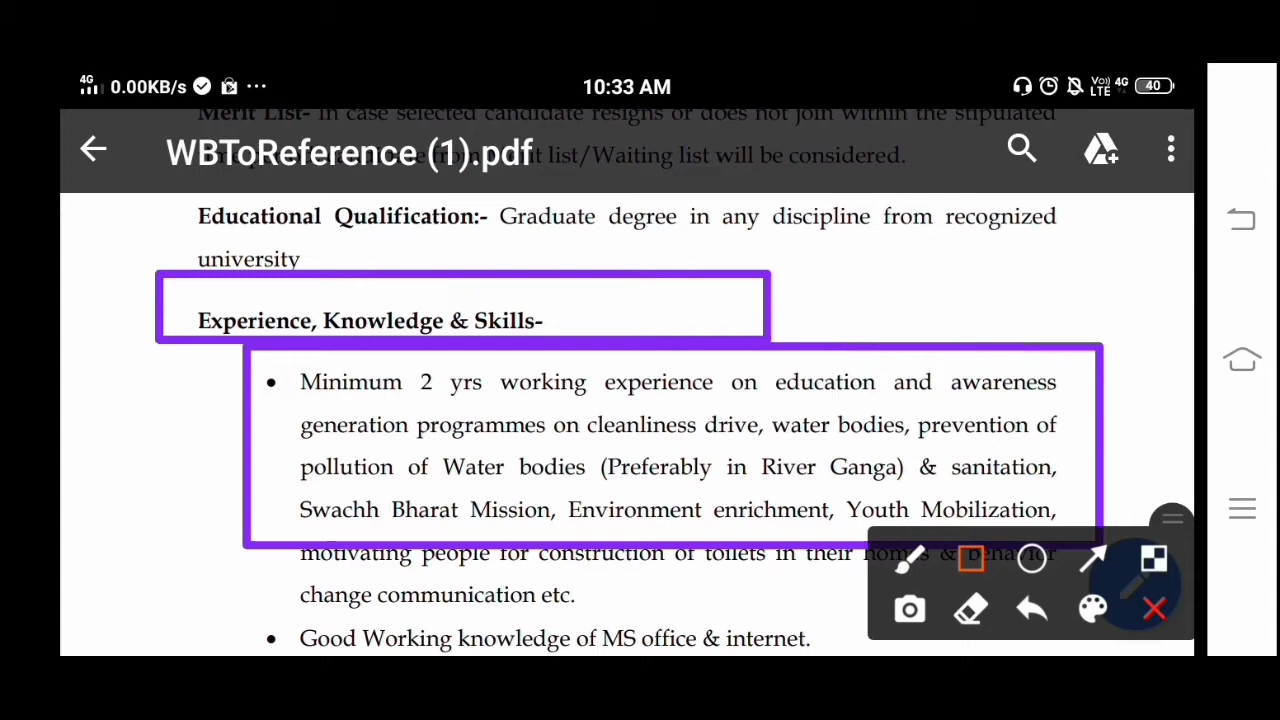 4G 0.00KB/s ... 10:33 AM VoLTE 4G 40
Merit List- In case selected candidate resigns or does not join within the stipulated
WBToReference (1).pdf list/Waiting list will be considered.
Educational Qualification:- Graduate degree in any discipline from recognized
university
Experience, Knowledge & Skills-
• Minimum 2 yrs working experience on education and awareness
generation programmes on cleanliness drive, water bodies, prevention of
pollution of Water bodies (Preferably in River Ganga) & sanitation,
Swachh Bharat Mission, Environment enrichment, Youth Mobilization,
motivating people for construction of toilets in their homes & behavior
change communication etc.
• Good Working knowledge of MS office & internet.